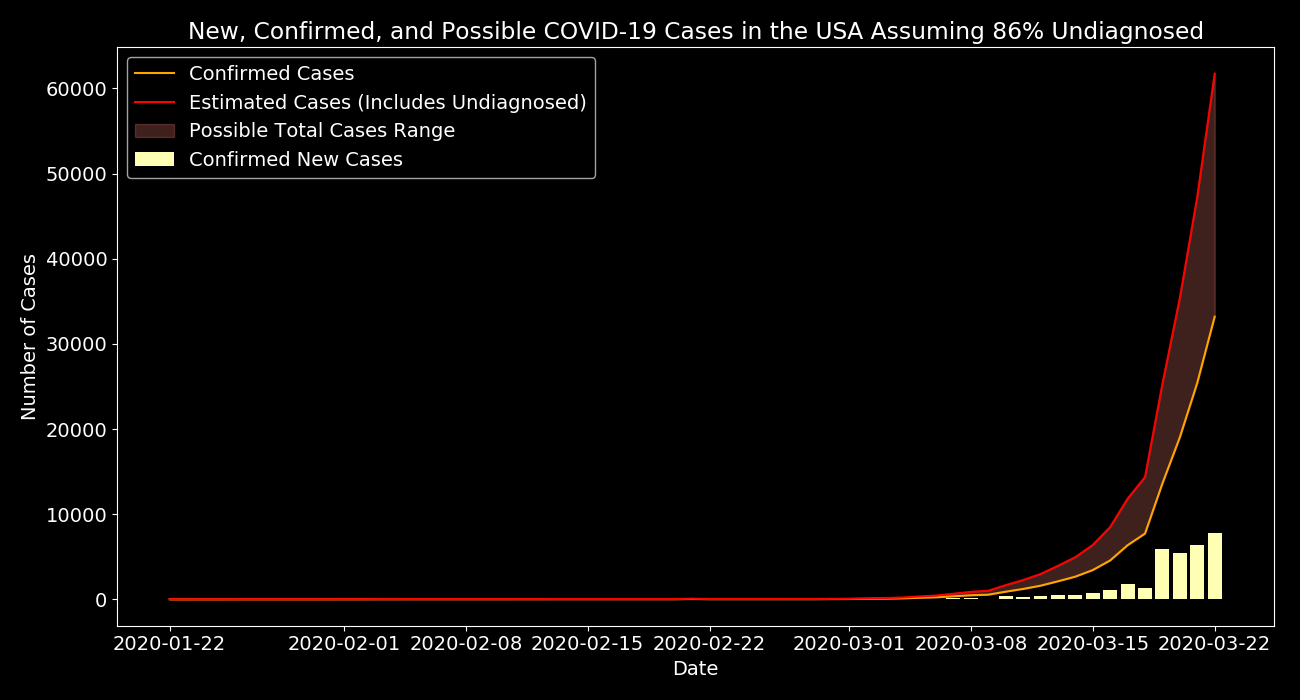 New, Confirmed, and Possible COVID-19 Cases in the USA Assuming 86% Undiagnosed
Confirmed Cases
Estimated Cases (Includes Undiagnosed)
Possible Total Cases Range
Confirmed New Cases
Number of Cases
60000
50000
40000
30000
20000
10000
0
2020-01-22 2020-02-01 2020-02-08 2020-02-15 2020-02-22 2020-03-01 2020-03-08 2020-03-15 2020-03-22
Date